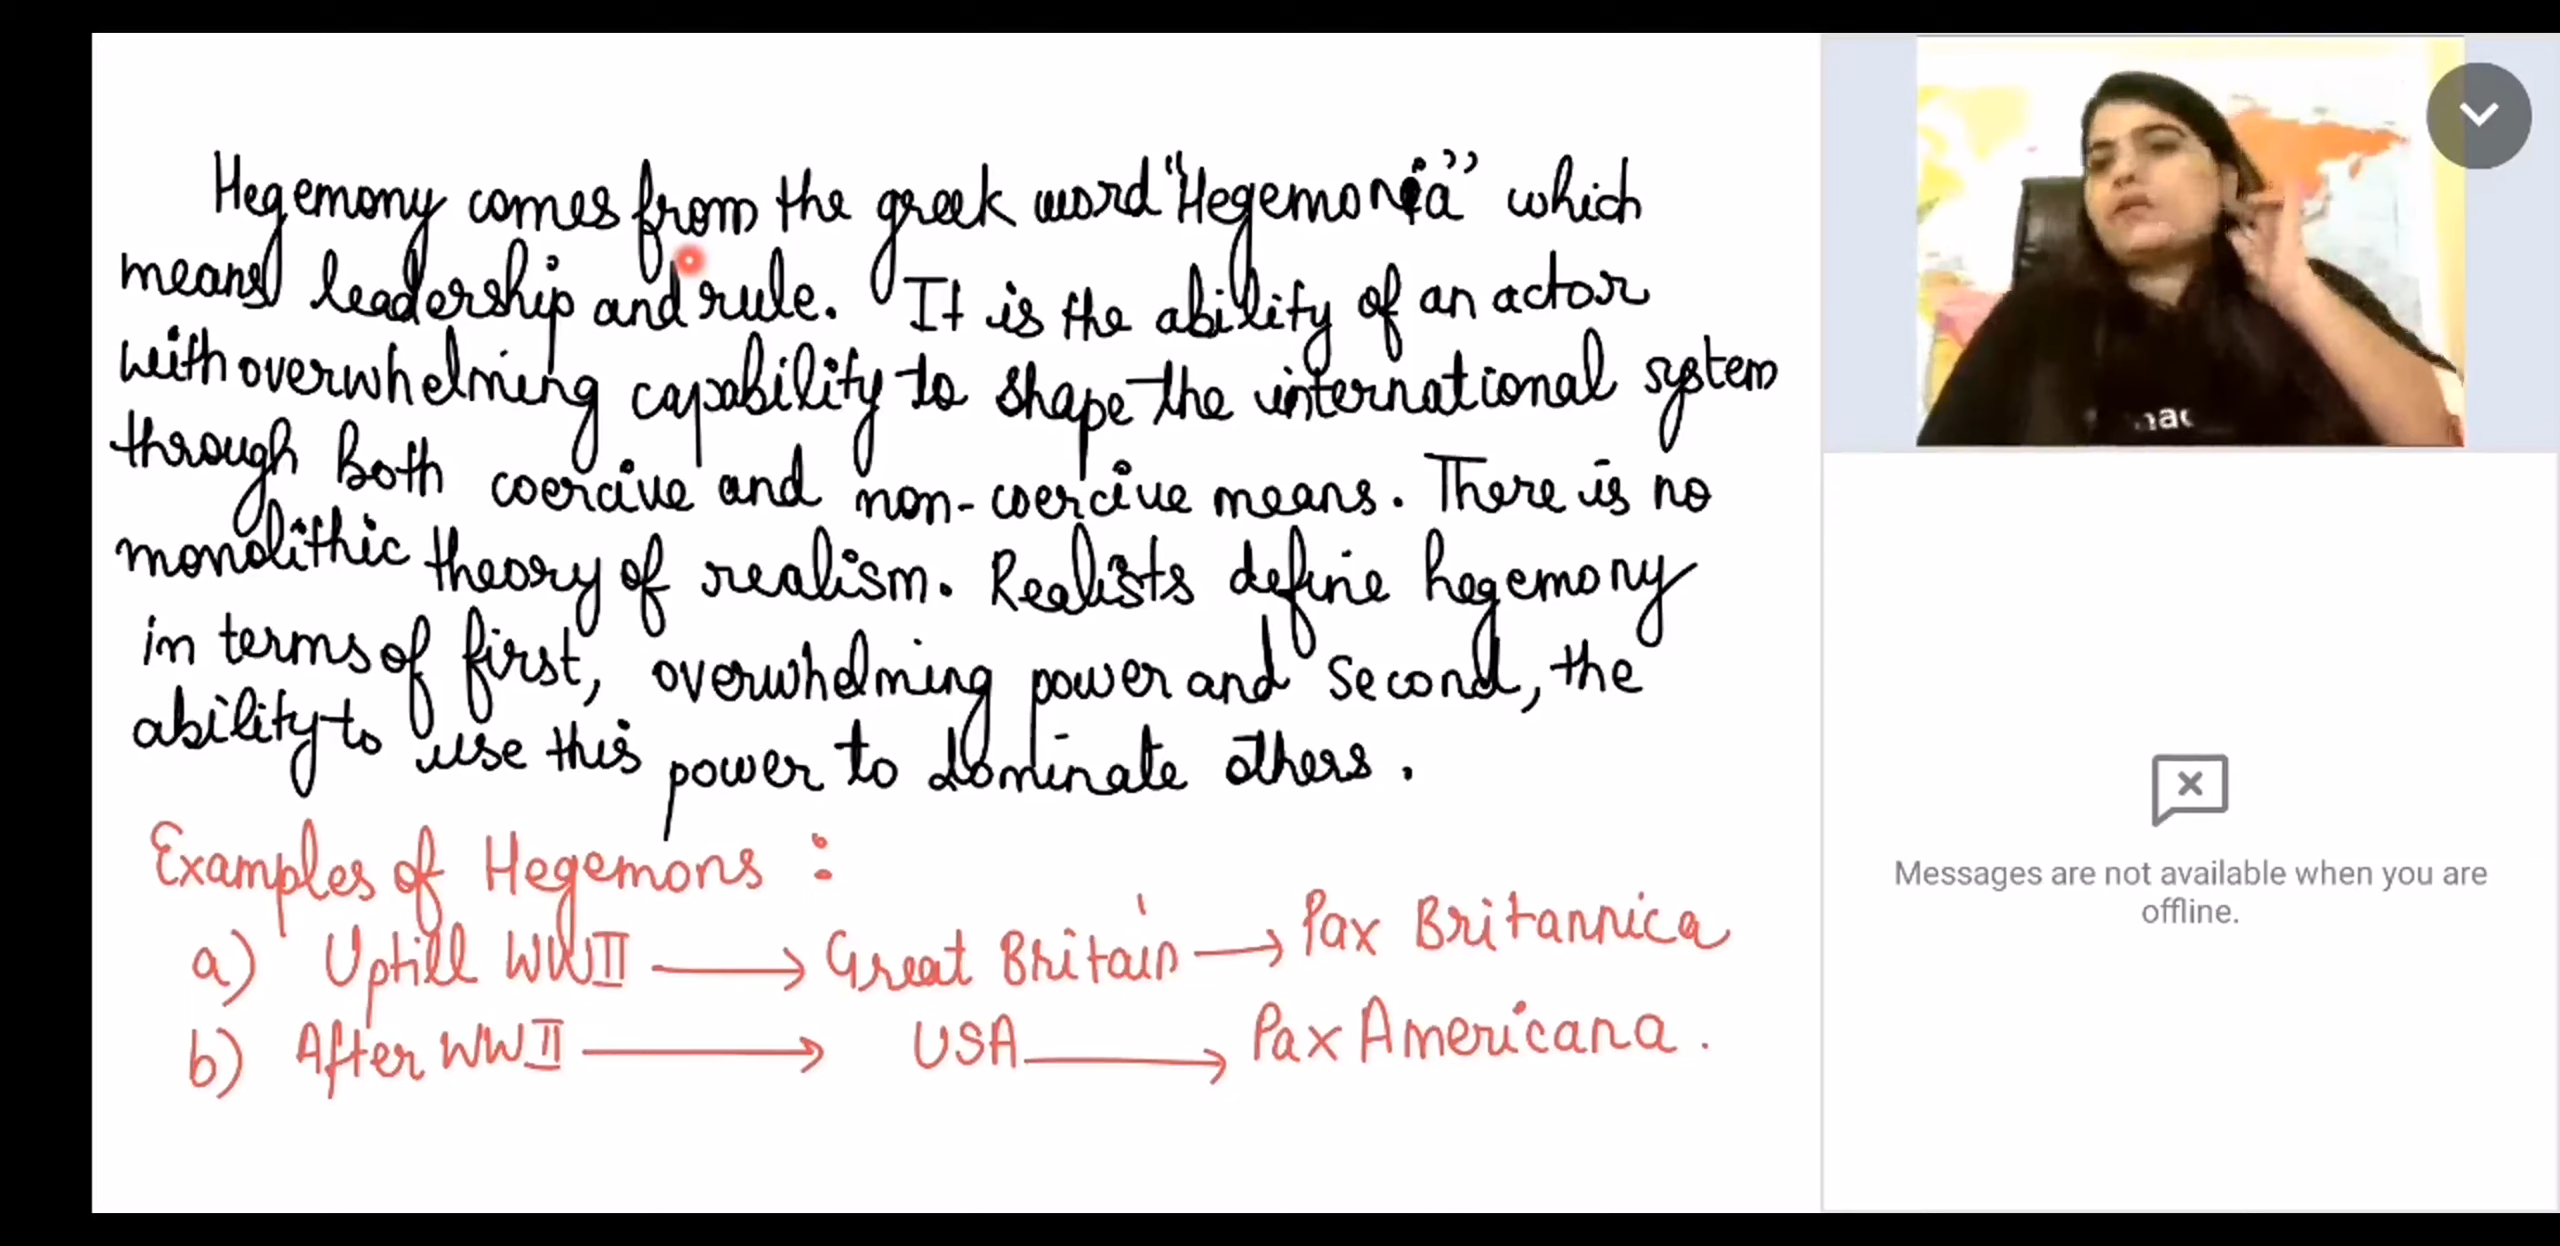 Hegemony comes from the greek word "Hegemonia" which
means leadership and rule. It is the ability of an actor
with overwhelming capability to shape the international system
through both coercive and non-coercive means. There is no
monolithic theory of realism. Realists define hegemony
in terms of first, overwhelming power and second, the
ability to use this power to dominate others.
Examples of Hegemons :
a) Uptill WWII → Great Britain → Pax Britannica
b) After WWII → USA → Pax Americana.
Messages are not available when you are
offline.